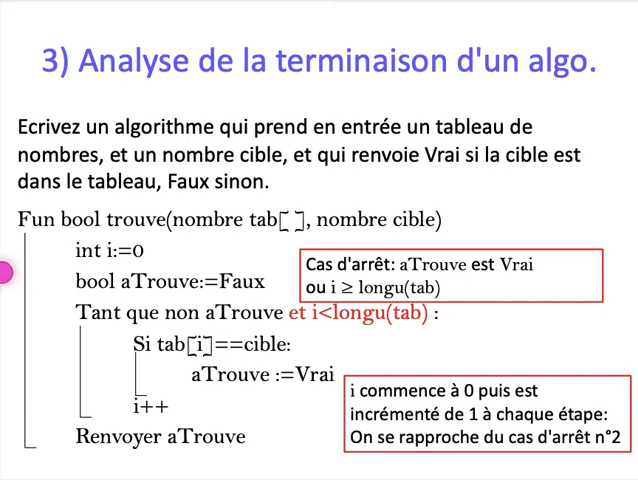 3) Analyse de la terminaison d'un algo.
Ecrivez un algorithme qui prend en entrée un tableau de
nombres, et un nombre cible, et qui renvoie Vrai si la cible est
dans le tableau, Faux sinon.
Fun bool trouve(nombre tab[ ], nombre cible)
int i:=0
bool aTrouve:=Faux
Cas d'arrêt: aTrouve est Vrai
ou i ≥ longu(tab)
Tant que non aTrouve et i<longu(tab) :
Si tab[i]==cible:
aTrouve :=Vrai
i++
i commence à 0 puis est
incrémenté de 1 à chaque étape:
On se rapproche du cas d'arrêt n°2
Renvoyer aTrouve